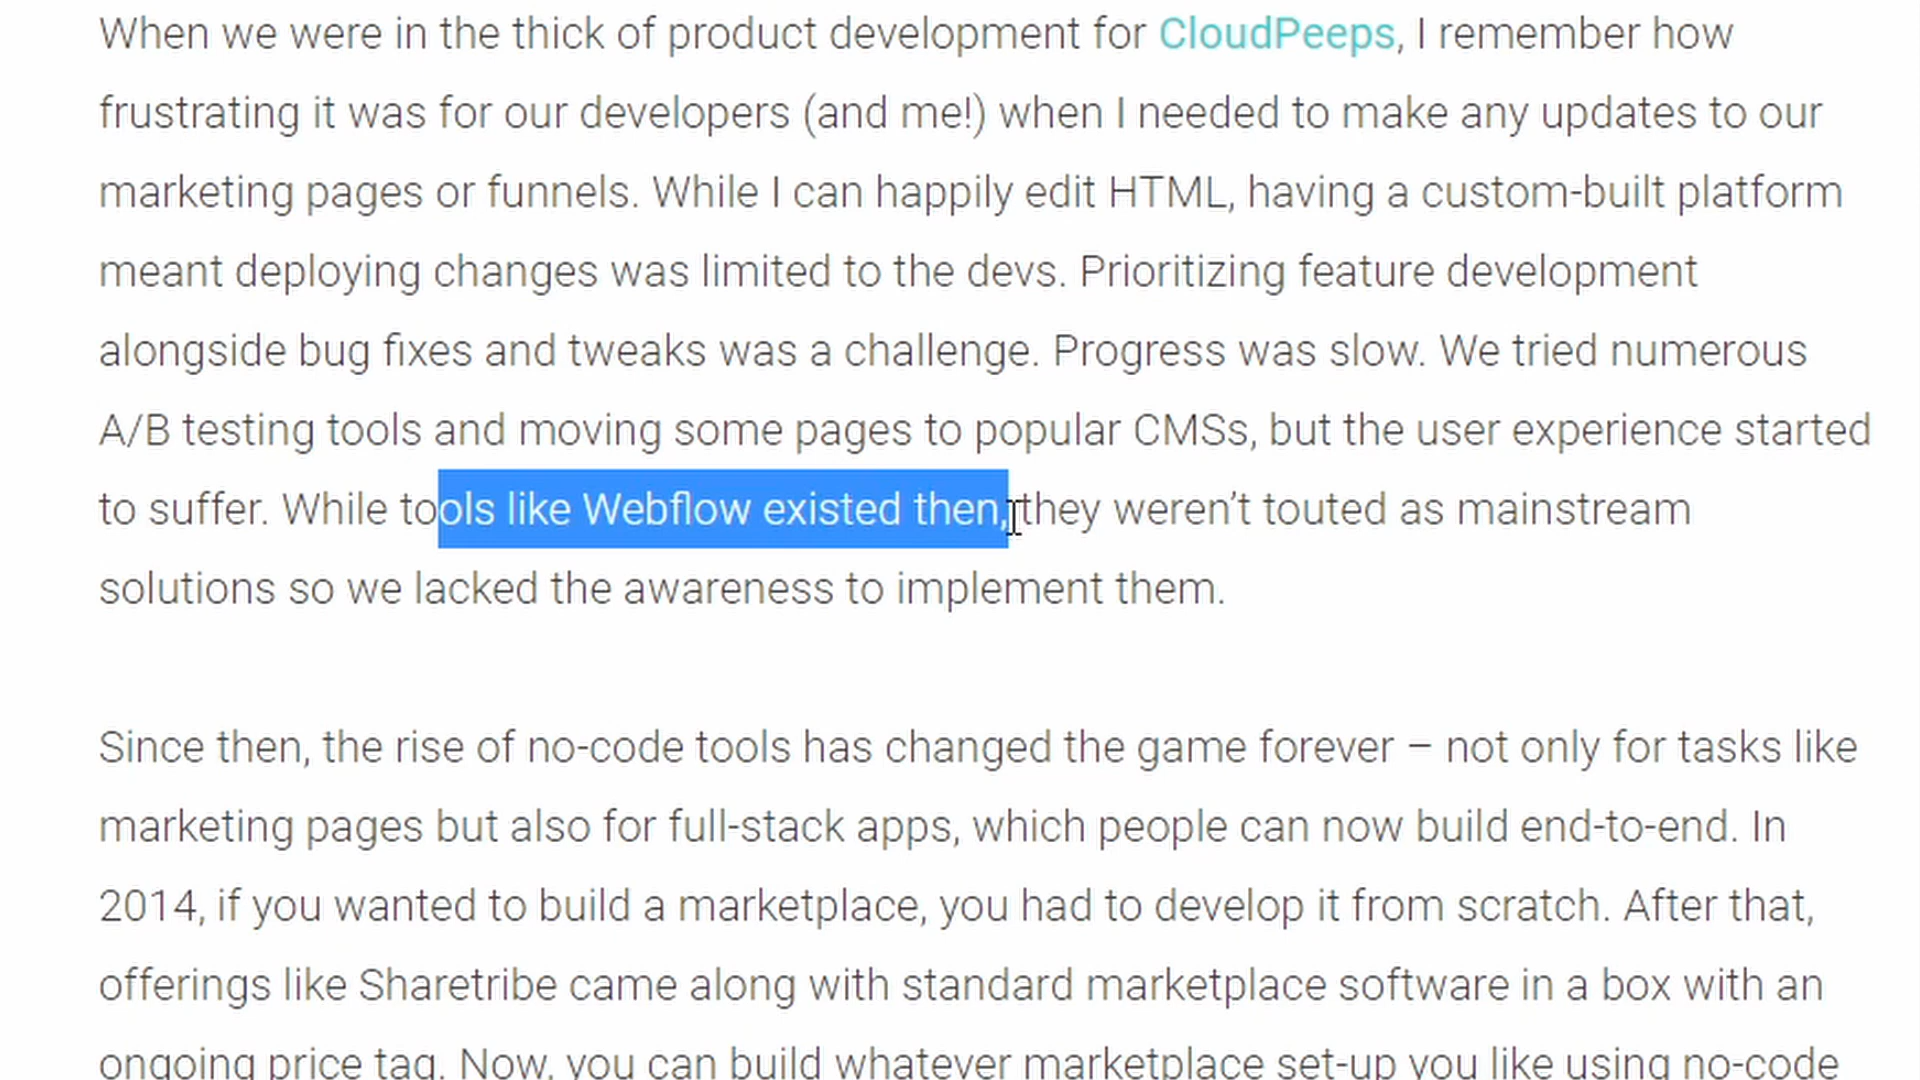 When we were in the thick of product development for CloudPeeps, I remember how
frustrating it was for our developers (and me!) when I needed to make any updates to our
marketing pages or funnels. While I can happily edit HTML, having a custom-built platform
meant deploying changes was limited to the devs. Prioritizing feature development
alongside bug fixes and tweaks was a challenge. Progress was slow. We tried numerous
A/B testing tools and moving some pages to popular CMSs, but the user experience started
to suffer. While tools like Webflow existed then, they weren’t touted as mainstream
solutions so we lacked the awareness to implement them.
Since then, the rise of no-code tools has changed the game forever – not only for tasks like
marketing pages but also for full-stack apps, which people can now build end-to-end. In
2014, if you wanted to build a marketplace, you had to develop it from scratch. After that,
offerings like Sharetribe came along with standard marketplace software in a box with an
ongoing price tag. Now, you can build whatever marketplace set-up you like using no-code